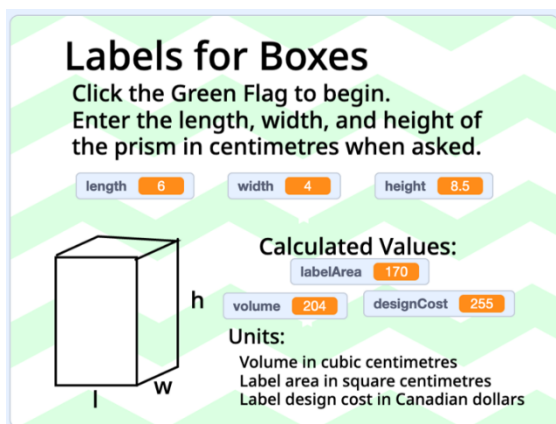 Labels for Boxes
Click the Green Flag to begin.
Enter the length, width, and height of
the prism in centimetres when asked.
length 6 width 4 height 8.5
Calculated Values:
labelArea 170
volume 204 designCost 255
h
w
l
Units:
Volume in cubic centimetres
Label area in square centimetres
Label design cost in Canadian dollars